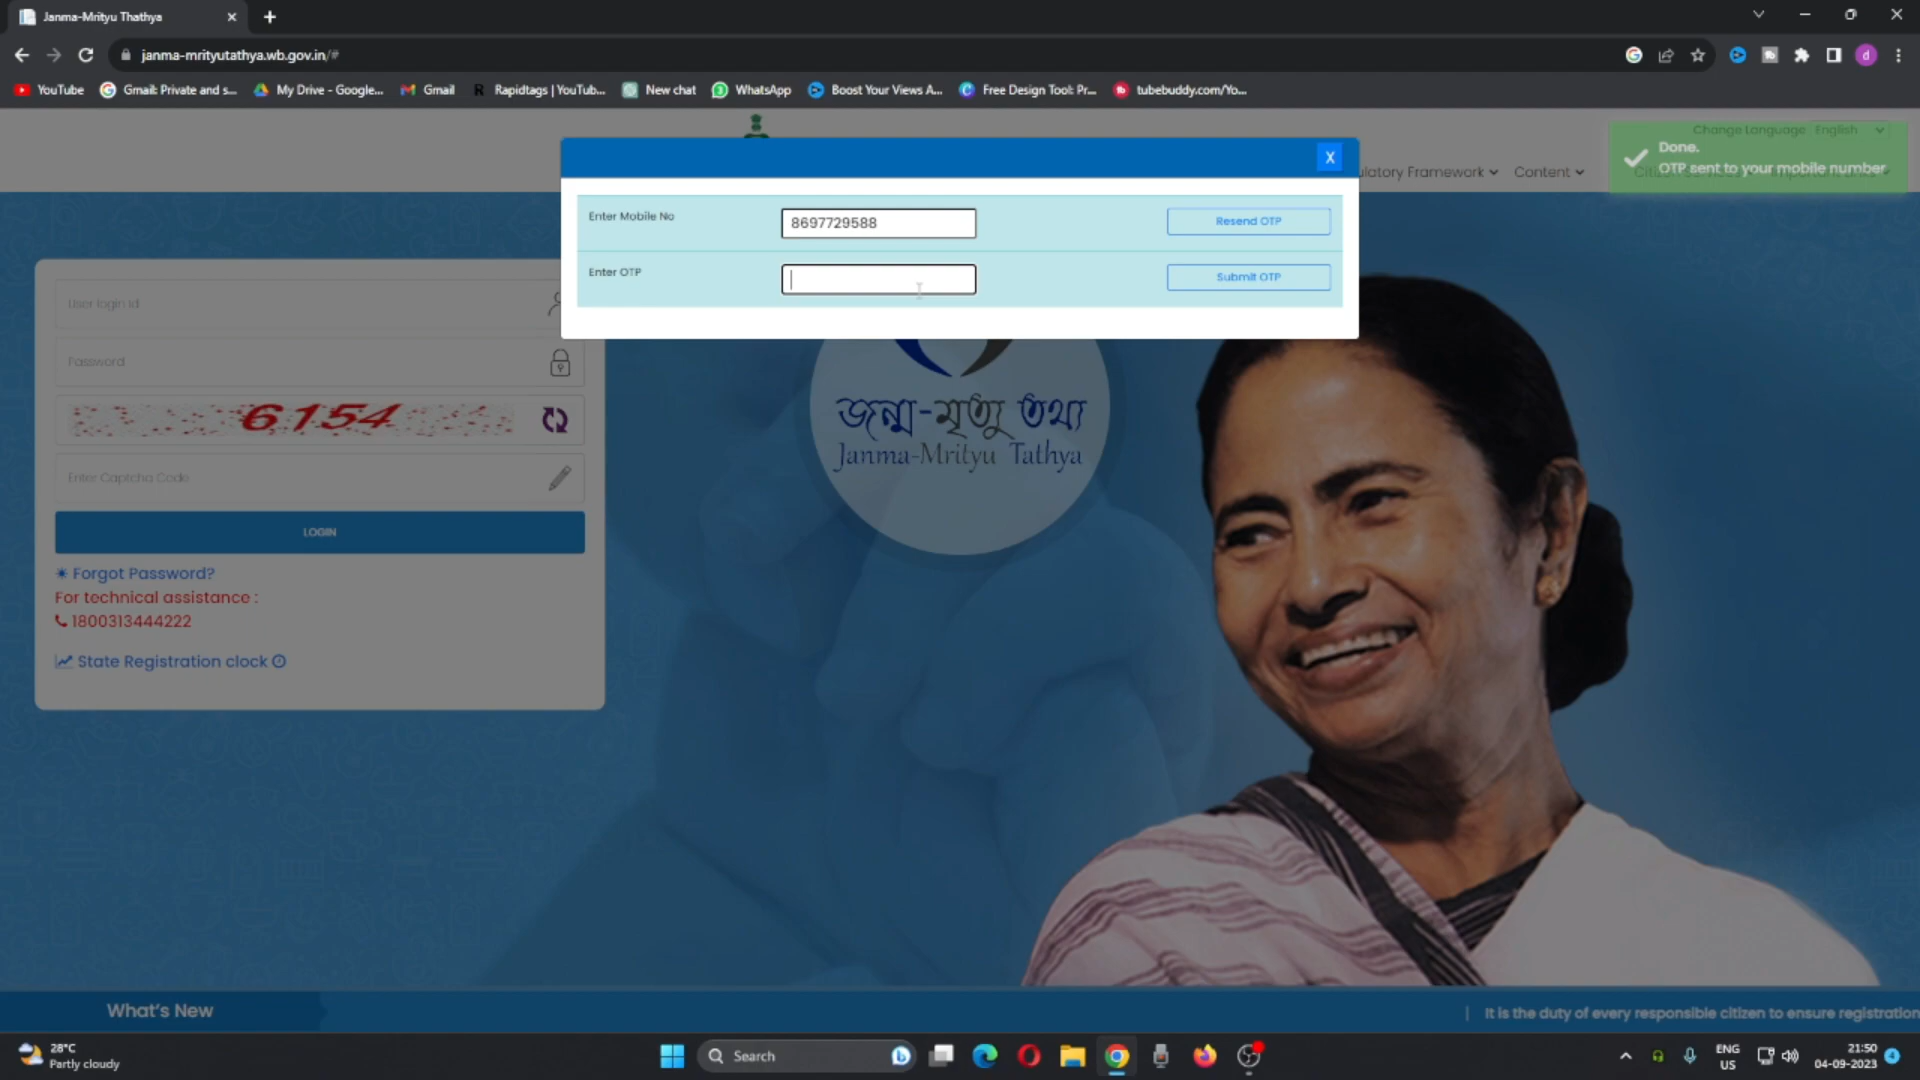 Janma-Mrityu Thathya
janma-mrityutathya.wb.gov.in/#
d
YouTube
Gmail: Private and s...
My Drive - Google...
Gmail
Rapidtags | YouTub...
New chat
WhatsApp
Boost Your Views A...
Free Design Tool: Pr...
tubebuddy.com/Yo...
Change Language
English
Done.
OTP sent to your mobile number
ulatory Framework
Content
X
Enter Mobile No
8697729588
Resend OTP
Enter OTP
Submit OTP
User login Id
Password
6154
Enter Captcha Code
LOGIN
Forgot Password?
For technical assistance :
1800313444222
State Registration clock
জন্ম-মৃত্যু তথ্য
Janma-Mrityu Tathya
What's New
| It is the duty of every responsible citizen to ensure registration
28°C
Partly cloudy
Search
ENG
US
21:50
04-09-2023
4